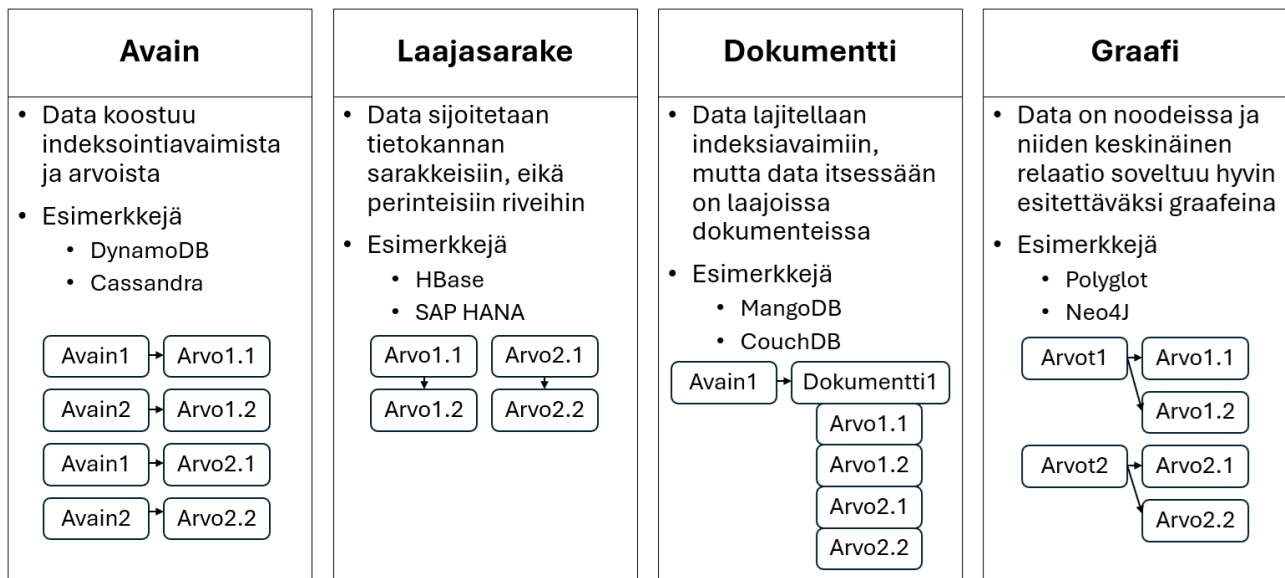 Avain
• Data koostuu
indeksointiavaimista
ja arvoista
• Esimerkkejä
• DynamoDB
• Cassandra
Avain1
Arvo1.1
Avain2
Arvo1.2
Avain1
Arvo2.1
Avain2
Arvo2.2
Laajasarake
• Data sijoitetaan
tietokannan
sarakkeisiin, eikä
perinteisiin riveihin
• Esimerkkejä
• HBase
• SAP HANA
Arvo1.1
Arvo2.1
Arvo1.2
Arvo2.2
Dokumentti
• Data lajitellaan
indeksiavaimiin,
mutta data itsessään
on laajoissa
dokumenteissa
• Esimerkkejä
• MangoDB
• CouchDB
Avain1
Dokumentti1
Arvo1.1
Arvo1.2
Arvo2.1
Arvo2.2
Graafi
• Data on noodeissa ja
niiden keskinäinen
relaatio soveltuu hyvin
esitettäväksi graafeina
• Esimerkkejä
• Polyglot
• Neo4J
Arvot1
Arvo1.1
Arvo1.2
Arvot2
Arvo2.1
Arvo2.2